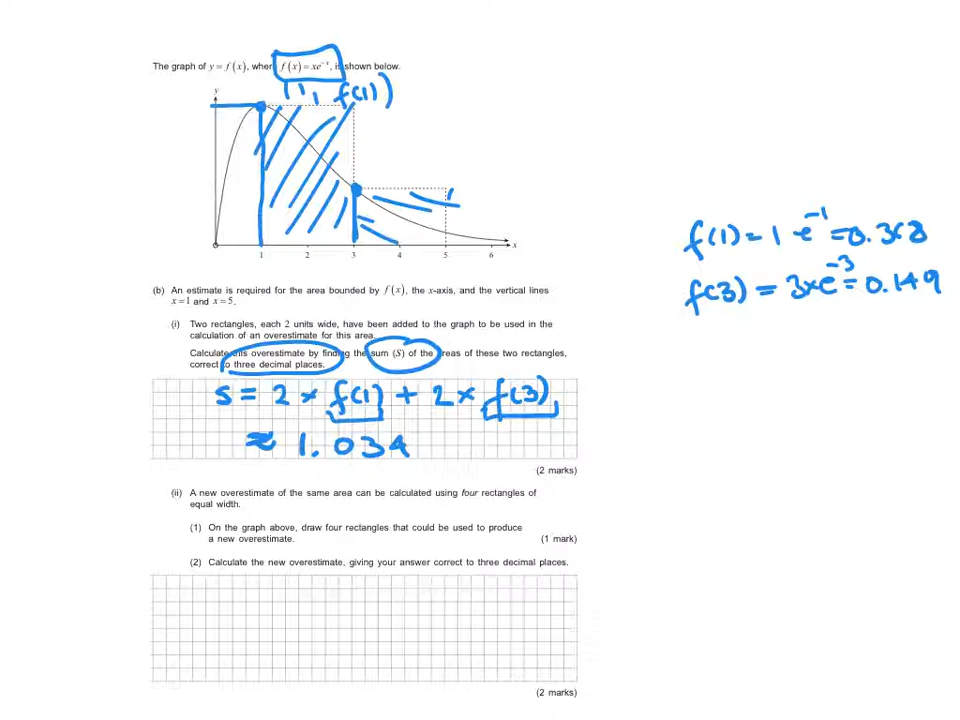 The graph of y = f(x), where f(x) = xe⁻ˣ, is shown below.
f(1)
y
x
1 2 3 4 5 6
f(1) = 1 e⁻¹ = 0.368
f(3) = 3xe⁻³ = 0.149
(b) An estimate is required for the area bounded by f(x), the x-axis, and the vertical lines
x = 1 and x = 5.
(i) Two rectangles, each 2 units wide, have been added to the graph to be used in the
calculation of an overestimate for this area.
Calculate this overestimate by finding the sum (S) of the areas of these two rectangles,
correct to three decimal places.
S = 2 × f(1) + 2 × f(3)
≈ 1.034
(2 marks)
(ii) A new overestimate of the same area can be calculated using four rectangles of
equal width.
(1) On the graph above, draw four rectangles that could be used to produce
a new overestimate.
(1 mark)
(2) Calculate the new overestimate, giving your answer correct to three decimal places.
(2 marks)